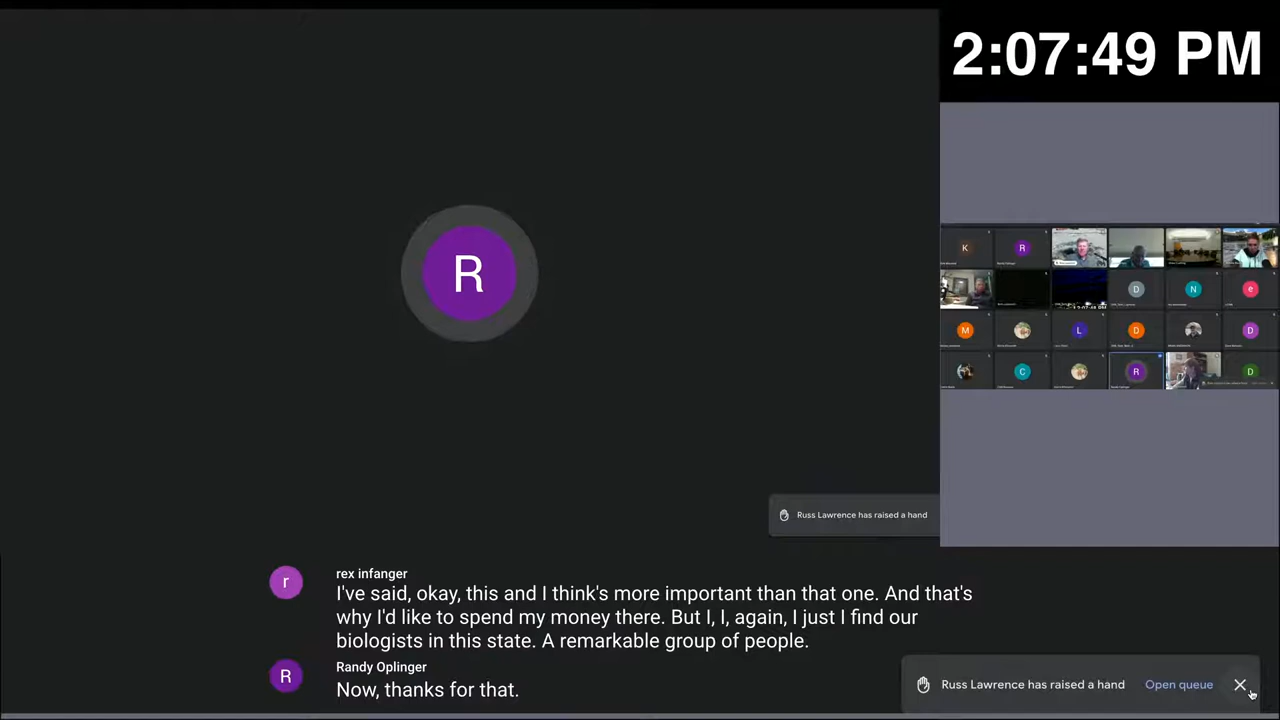 2:07:49 PM
R
K
R
D
N
e
M
L
D
D
C
R
D
Russ Lawrence has raised a hand
r
rex infanger
I've said, okay, this and I think's more important than that one. And that's
why I'd like to spend my money there. But I, I, again, I just I find our
biologists in this state. A remarkable group of people.
R
Randy Oplinger
Now, thanks for that.
Russ Lawrence has raised a hand Open queue